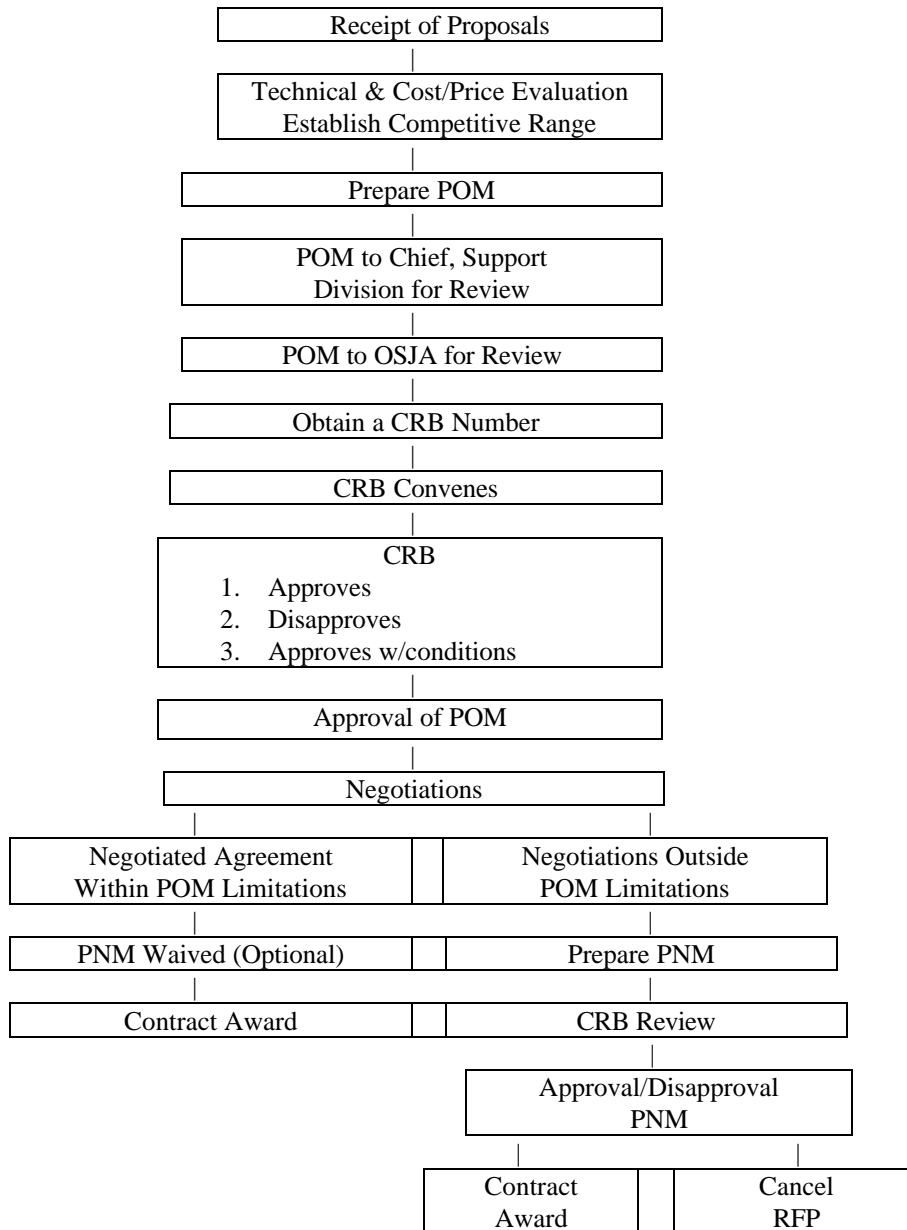 Receipt of Proposals
Technical & Cost/Price Evaluation
Establish Competitive Range
Prepare POM
POM to Chief, Support
Division for Review
POM to OSJA for Review
Obtain a CRB Number
CRB Convenes
CRB
1. Approves
2. Disapproves
3. Approves w/conditions
Approval of POM
Negotiations
Negotiated Agreement
Within POM Limitations
Negotiations Outside
POM Limitations
PNM Waived (Optional)
Prepare PNM
Contract Award
CRB Review
Approval/Disapproval
PNM
Contract
Award
Cancel
RFP